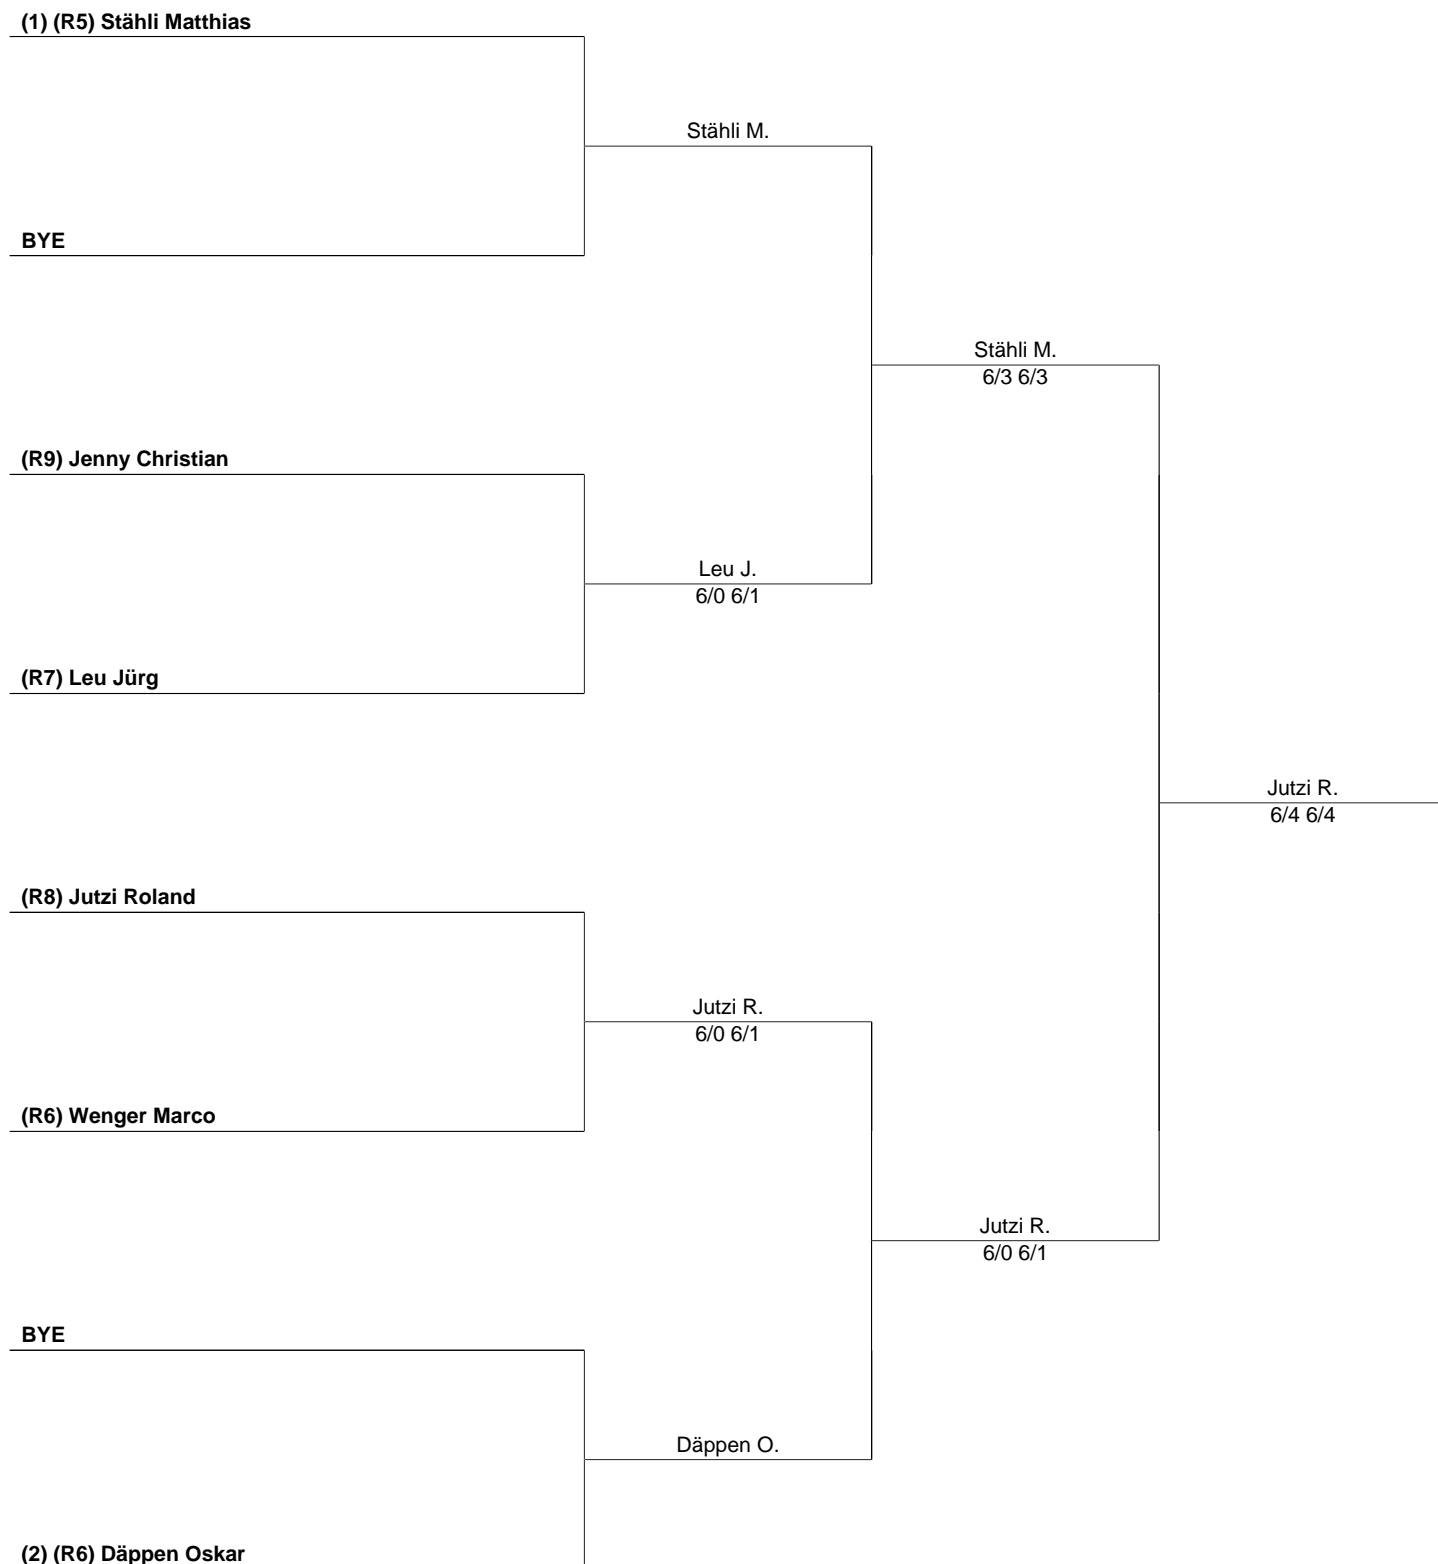 (1) (R5) Stähli Matthias
Stähli M.
BYE
Stähli M.
6/3 6/3
(R9) Jenny Christian
Leu J.
6/0 6/1
(R7) Leu Jürg
Jutzi R.
6/4 6/4
(R8) Jutzi Roland
Jutzi R.
6/0 6/1
(R6) Wenger Marco
Jutzi R.
6/0 6/1
BYE
Däppen O.
(2) (R6) Däppen Oskar